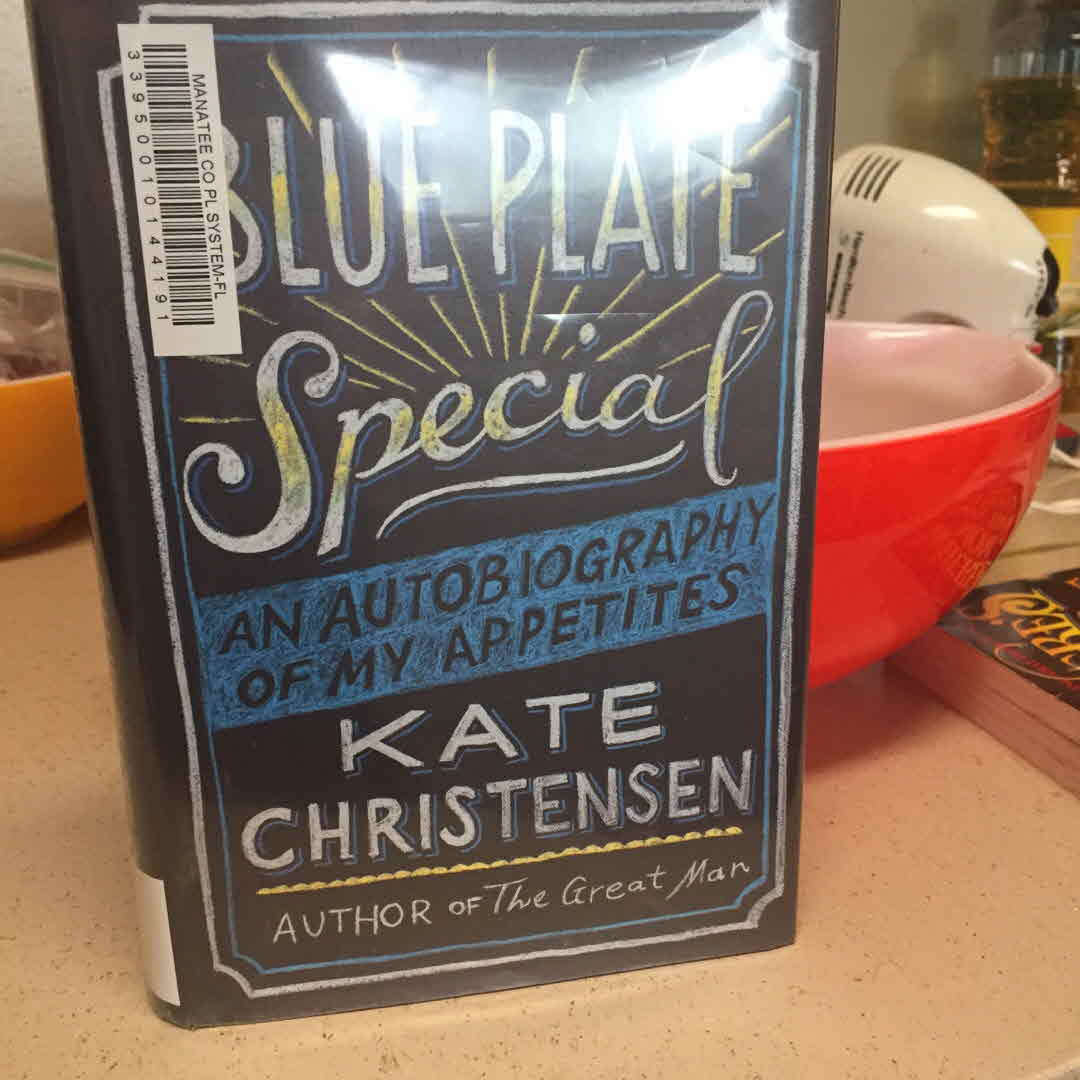 MANATEE CO PL SYSTEM-FL
33950010144191
BLUE PLATE
Special
AN AUTOBIOGRAPHY
OF MY APPETITES
KATE
CHRISTENSEN
AUTHOR OF The Great Man